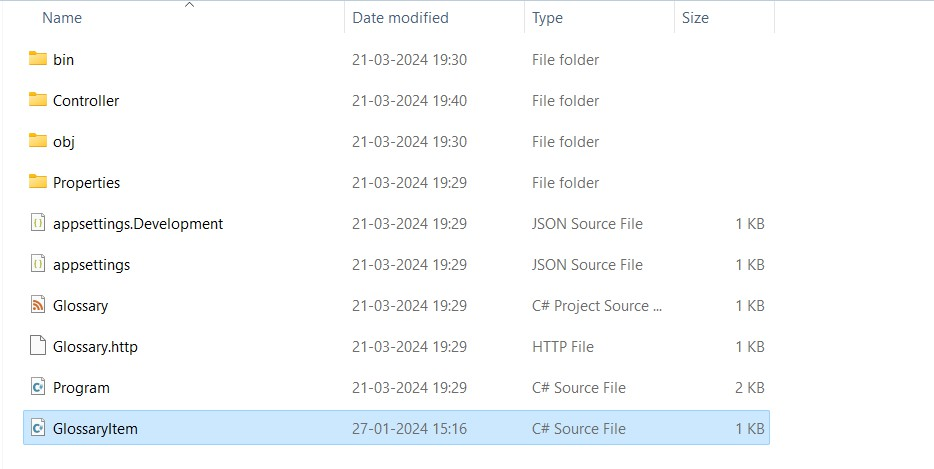 Name Date modified Type Size
bin 21-03-2024 19:30 File folder
Controller 21-03-2024 19:40 File folder
obj 21-03-2024 19:30 File folder
Properties 21-03-2024 19:29 File folder
appsettings.Development 21-03-2024 19:29 JSON Source File 1 KB
appsettings 21-03-2024 19:29 JSON Source File 1 KB
Glossary 21-03-2024 19:29 C# Project Source ... 1 KB
Glossary.http 21-03-2024 19:29 HTTP File 1 KB
Program 21-03-2024 19:29 C# Source File 2 KB
GlossaryItem 27-01-2024 15:16 C# Source File 1 KB